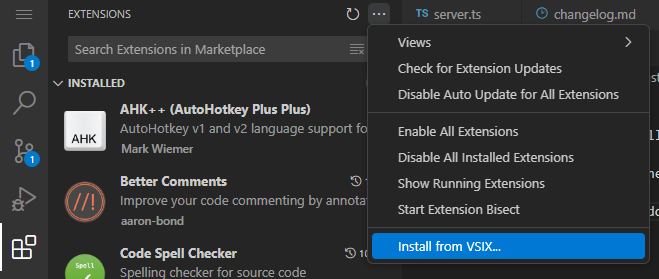 EXTENSIONS
TS server.ts
changelog.md
Search Extensions in Marketplace
Views
Check for Extension Updates
Disable Auto Update for All Extensions
Enable All Extensions
Disable All Installed Extensions
Show Running Extensions
Start Extension Bisect
Install from VSIX...
1
1
INSTALLED
AHK
AHK++ (AutoHotkey Plus Plus)
AutoHotkey v1 and v2 language support fo
Mark Wiemer
//!
Better Comments
Improve your code commenting by annotat
aaron-bond
Spell
Code Spell Checker
10
Spelling checker for source code